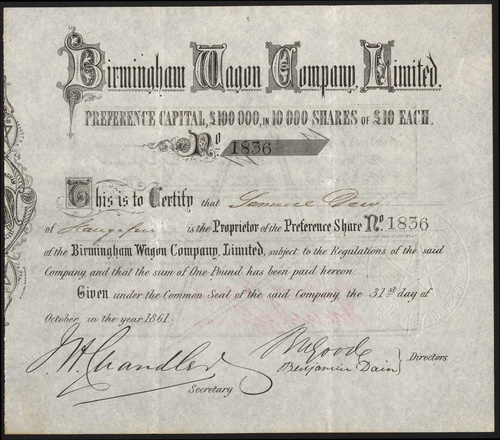 Birmingham Wagon Company, Limited.
PREFERENCE CAPITAL, £100 000, IN 10 000 SHARES OF £10 EACH.
No. 1836
This is to Certify that Samuel
of is the Proprietor of the Preference Share No. 1836
of the Birmingham Wagon Company, Limited, subject to the Regulations of the said
Company and that the sum of One Pound has been paid hereon.
Given under the Common Seal of the said Company the 31st day of
October, in the year 1861.
J H Chandler
Secretary
Goode
Benjamin Dain
Directors